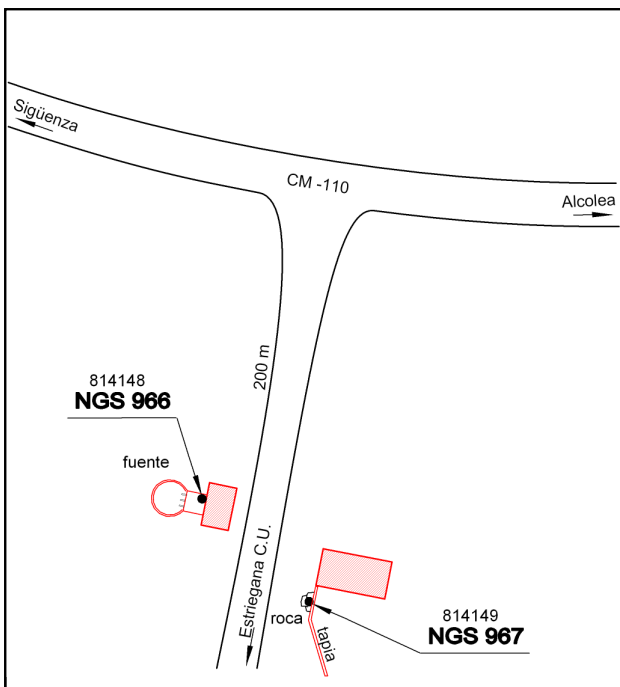 Sigüenza
CM -110
Alcolea
200 m
814148
NGS 966
fuente
Estriegana C.U.
roca
tapia
814149
NGS 967